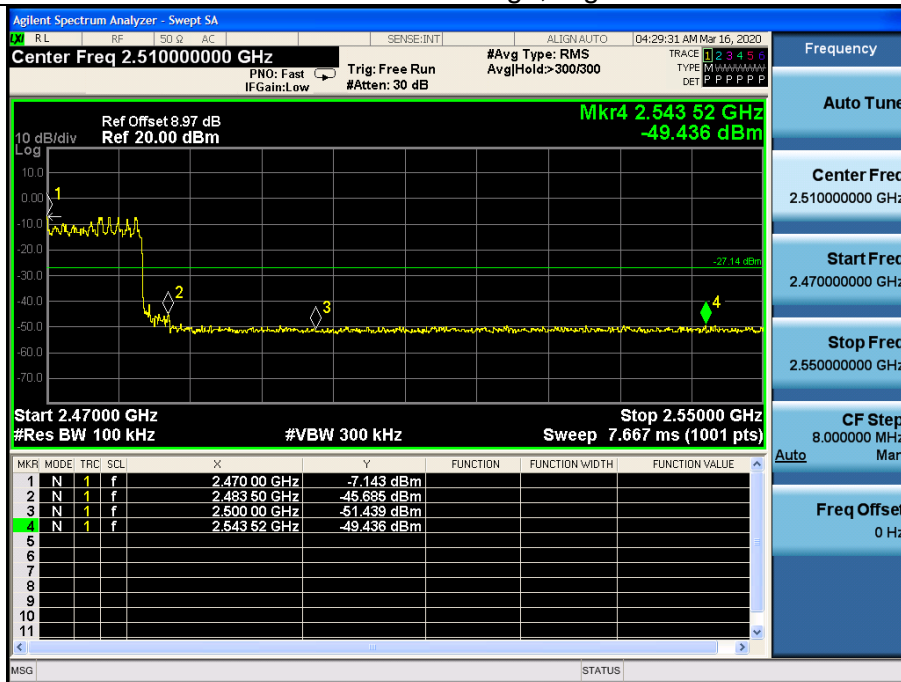 Agilent Spectrum Analyzer - Swept SA
LXI RL RF 50 Ω AC SENSE:INT ALIGN AUTO 04:29:31 AM Mar 16, 2020
Center Freq 2.510000000 GHz
PNO: Fast
IFGain:Low
Trig: Free Run
#Atten: 30 dB
#Avg Type: RMS
Avg|Hold:>300/300
TRACE 1 2 3 4 5 6
TYPE M WWWWW
DET P P P P P P
Mkr4 2.543 52 GHz
-49.436 dBm
Ref Offset 8.97 dB
10 dB/div Ref 20.00 dBm
Log
10.0
0.00
-10.0
-20.0
-30.0
-40.0
-50.0
-60.0
-70.0
1
2
3
4
-27.14 dBm
Start 2.47000 GHz Stop 2.55000 GHz
#Res BW 100 kHz #VBW 300 kHz Sweep 7.667 ms (1001 pts)
MKR MODE TRC SCL X Y FUNCTION FUNCTION WIDTH FUNCTION VALUE
1 N 1 f 2.470 00 GHz -7.143 dBm
2 N 1 f 2.483 50 GHz -45.685 dBm
3 N 1 f 2.500 00 GHz -51.439 dBm
4 N 1 f 2.543 52 GHz -49.436 dBm
5
6
7
8
9
10
11
MSG STATUS
Frequency
Auto Tune
Center Freq
2.510000000 GHz
Start Freq
2.470000000 GHz
Stop Freq
2.550000000 GHz
CF Step
8.000000 MHz
Auto Man
Freq Offset
0 Hz